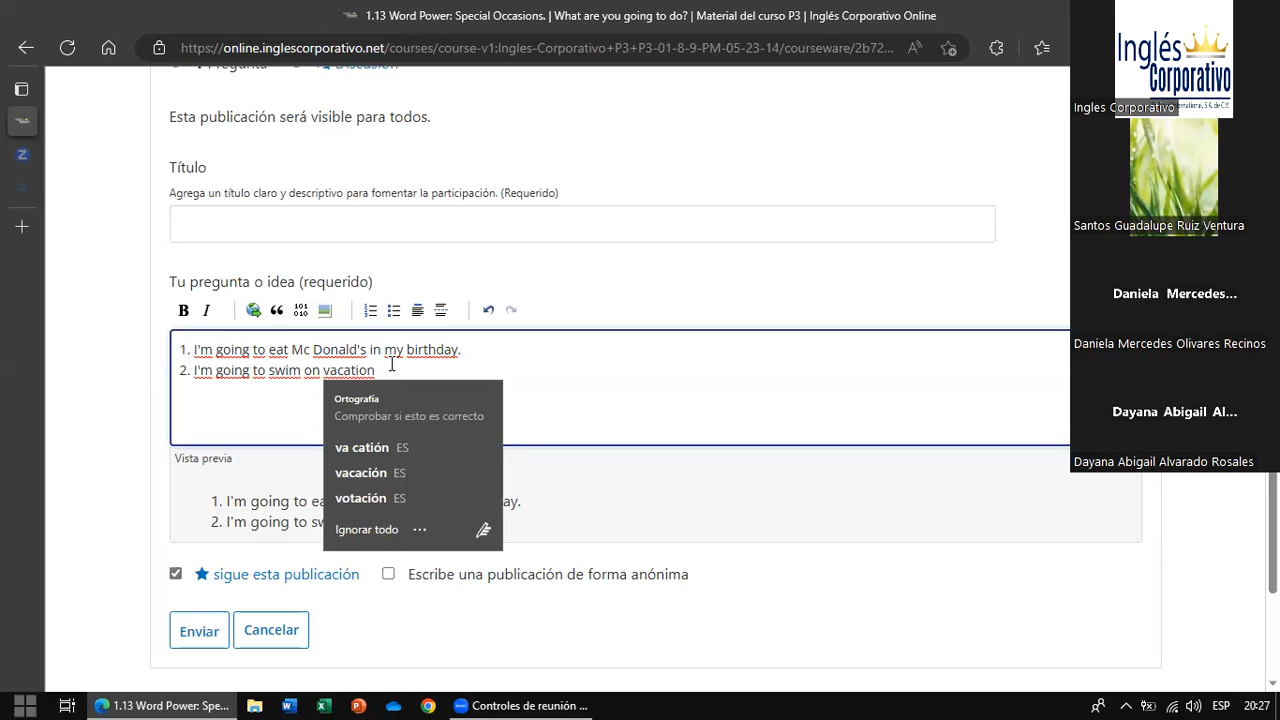 1.13 Word Power: Special Occasions. | What are you going to do? | Material del curso P3 | Inglés Corporativo Online
https://online.inglescorporativo.net/courses/course-v1:Ingles-Corporativo+P3+P3-01-8-9-PM-05-23-14/courseware/2b72...
Pregunta Discusión
Esta publicación será visible para todos.
Título
Agrega un título claro y descriptivo para fomentar la participación. (Requerido)
Tu pregunta o idea (requerido)
B I
1. I'm going to eat Mc Donald's in my birthday.
2. I'm going to swim on vacation
Ortografía
Comprobar si esto es correcto
va catión ES
vacación ES
votación ES
Ignorar todo ...
Vista previa
1. I'm going to ea day.
2. I'm going to sw
sigue esta publicación Escribe una publicación de forma anónima
Enviar Cancelar
Inglés
Corporativo
Ingles Corporativo
Santos Guadalupe Ruiz Ventura
Daniela Mercedes...
Daniela Mercedes Olivares Recinos
Dayana Abigail Al...
Dayana Abigail Alvarado Rosales
1.13 Word Power: Spe... Controles de reunión ... ESP 20:27